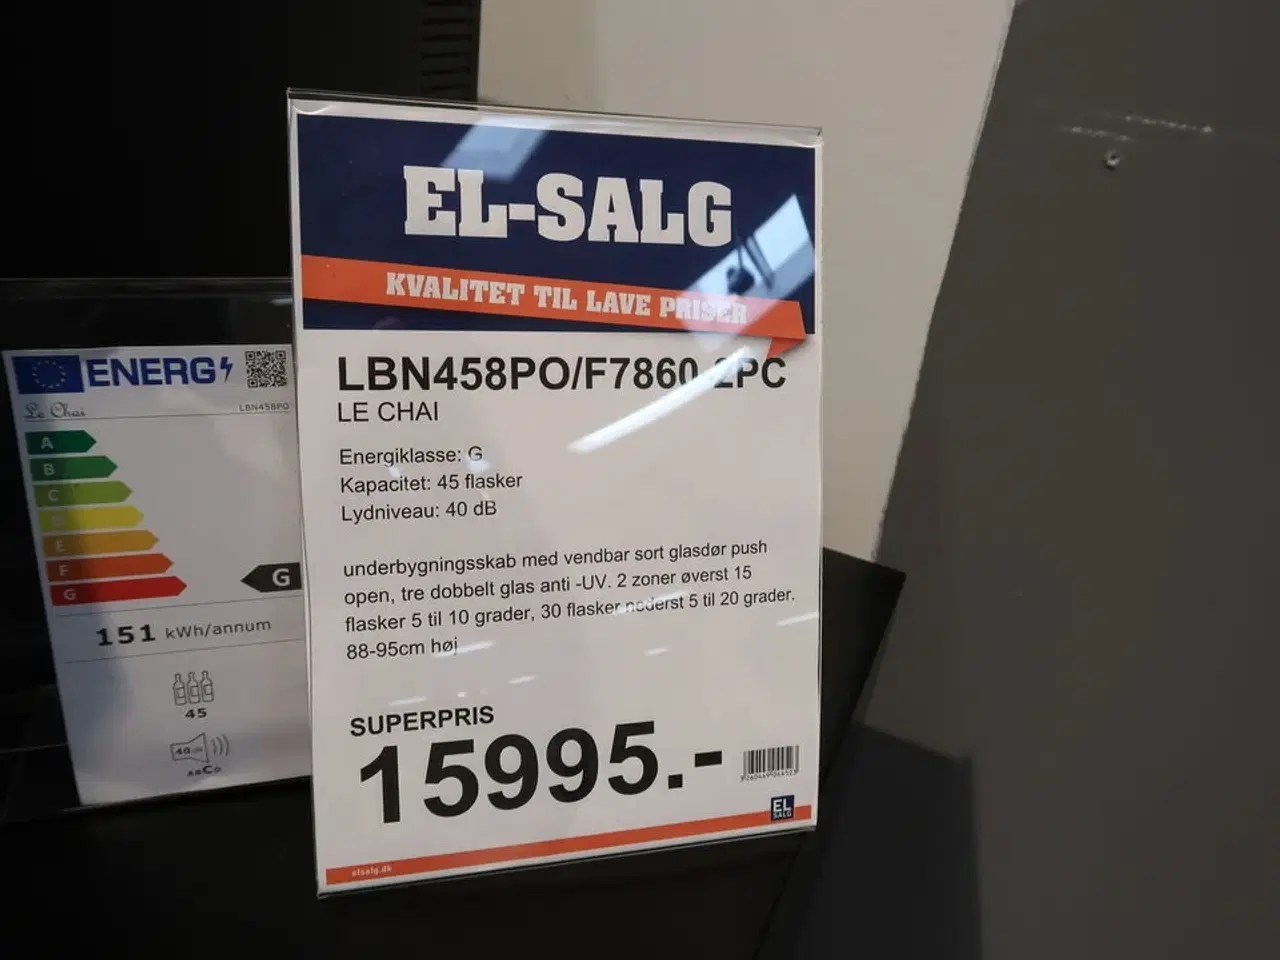 EL-SALG
KVALITET TIL LAVE PRISER
LBN458PO/F7860 2PC
LE CHAI
Energiklasse: G
Kapacitet: 45 flasker
Lydniveau: 40 dB
underbygningsskab med vendbar sort glasdør push
open, tre dobbelt glas anti -UV. 2 zoner øverst 15
flasker 5 til 10 grader, 30 flasker nederst 5 til 20 grader.
88-95cm høj
SUPERPRIS
15995.-
EL
SALG
elsalg.dk
ENERG
Le Chai
LBN458PO
A
B
C
D
E
F
G
G
151 kWh/annum
45
40 dB
ABCD